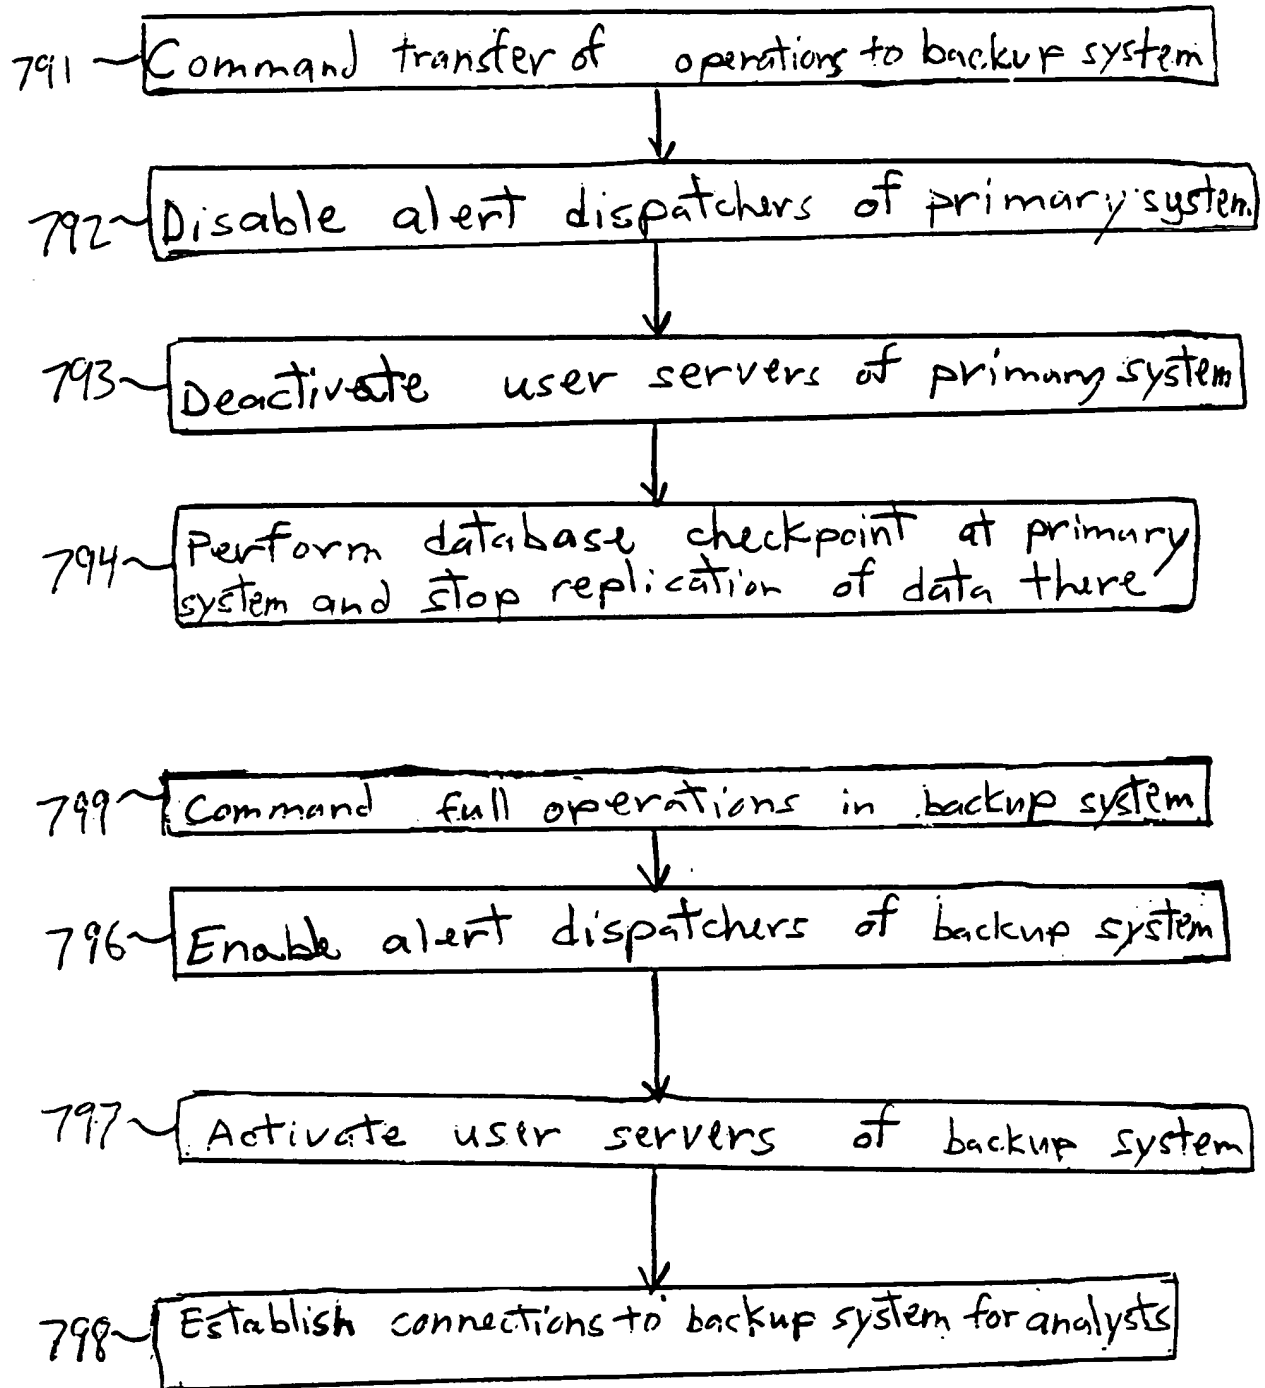 791 Command transfer of operations to backup system
792 Disable alert dispatchers of primary system.
793 Deactivate user servers of primary system
794 Perform database checkpoint at primary
system and stop replication of data there
799 Command full operations in backup system
796 Enable alert dispatchers of backup system
797 Activate user servers of backup system
798 Establish connections to backup system for analysts